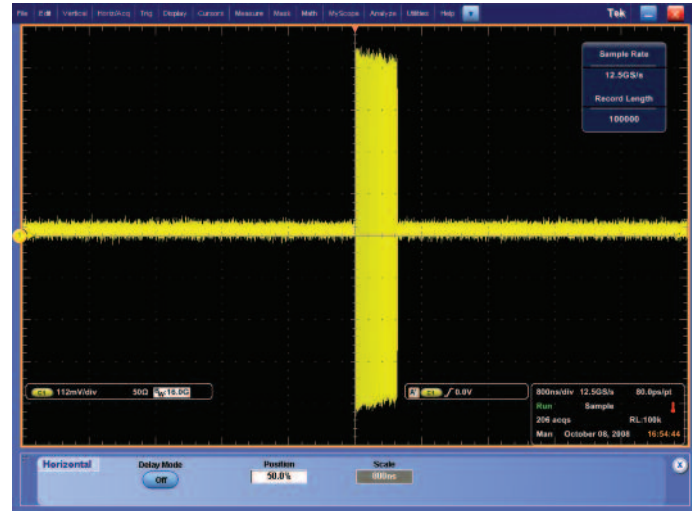 File Edit Vertical Horiz/Acq Trig Display Cursors Measure Mask Math MyScope Analyze Utilities Help Tek
Sample Rate
12.5GS/s
Record Length
100000
C1 112mV/div 50Ω BW:16.0G
A' C1 / 0.0V
800ns/div 12.5GS/s 80.0ps/pt
Run Sample
206 acqs RL:100k
Man October 08, 2008 16:54:44
Horizontal
Delay Mode
Off
Position
50.0%
Scale
800ns
X